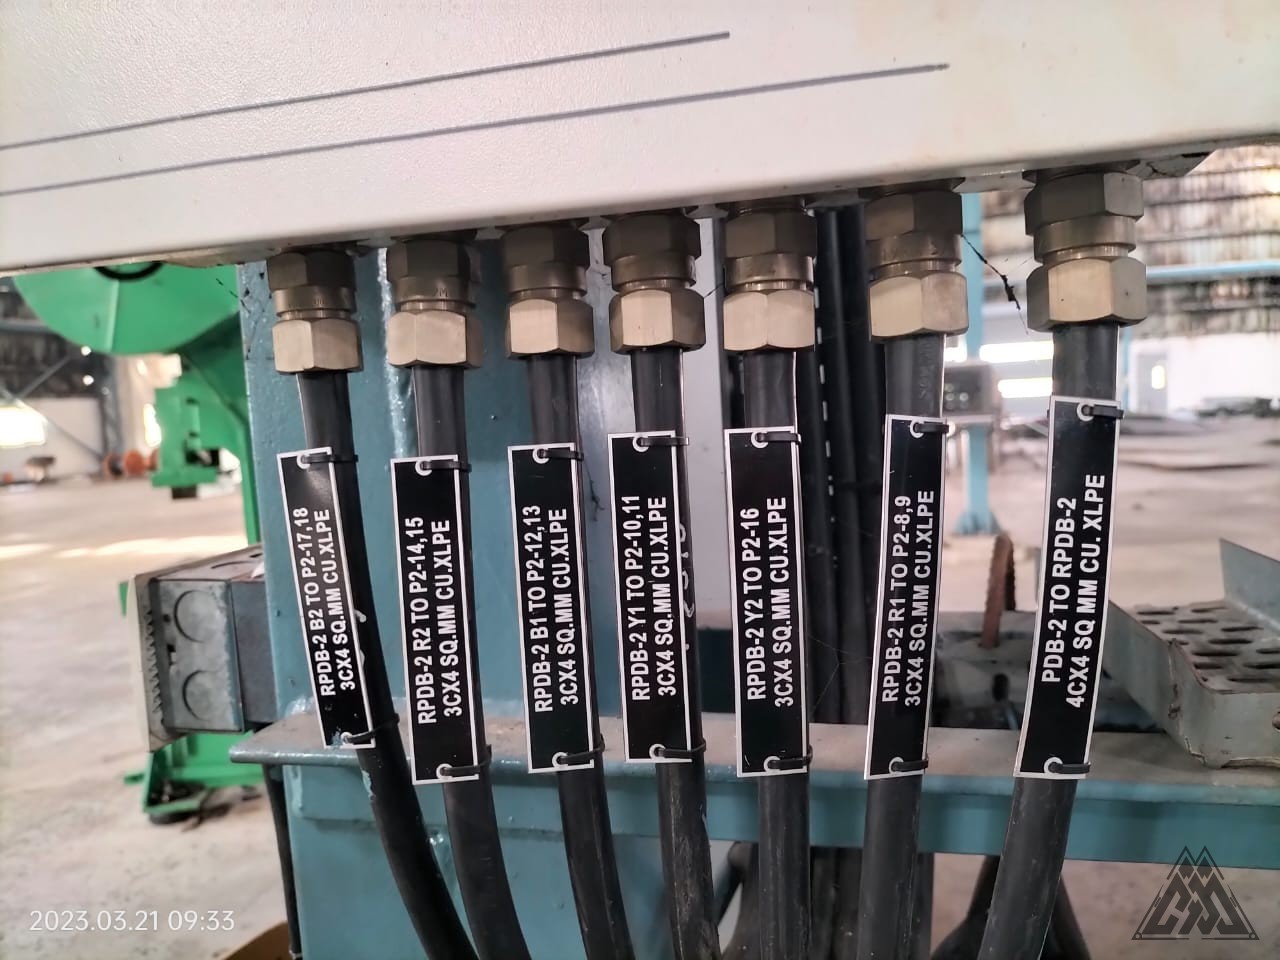 RPDB-2 B2 TO P2-17,18
3CX4 SQ.MM CU.XLPE
RPDB-2 R2 TO P2-14,15
3CX4 SQ.MM CU.XLPE
RPDB-2 B1 TO P2-12,13
3CX4 SQ.MM CU.XLPE
RPDB-2 Y1 TO P2-10,11
3CX4 SQ.MM CU.XLPE
RPDB-2 Y2 TO P2-16
3CX4 SQ.MM CU.XLPE
RPDB-2 R1 TO P2-8,9
3CX4 SQ.MM CU.XLPE
PDB-2 TO RPDB-2
4CX4 SQ.MM CU. XLPE
2023.03.21 09:33